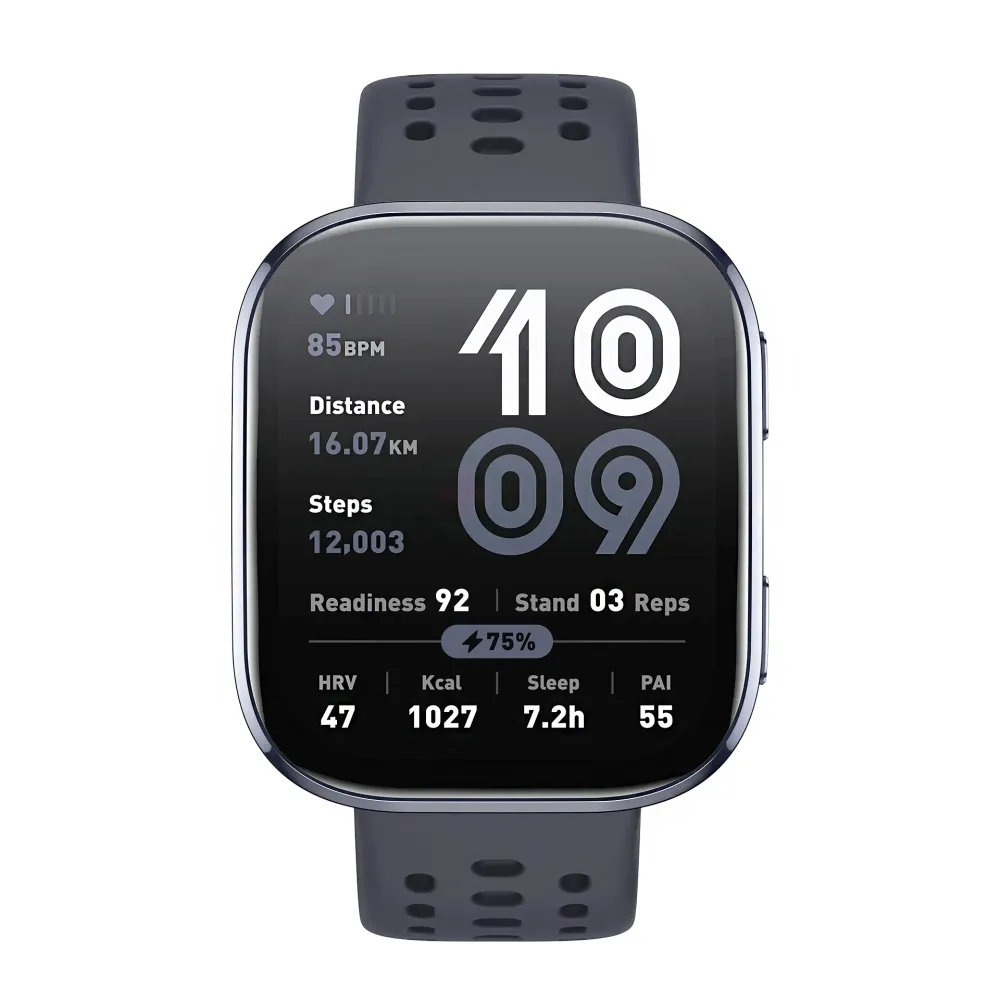 10
09
85BPM
Distance
16.07KM
Steps
12,003
Readiness 92 | Stand 03 Reps
75%
HRV | Kcal | Sleep | PAI
47 1027 7.2h 55